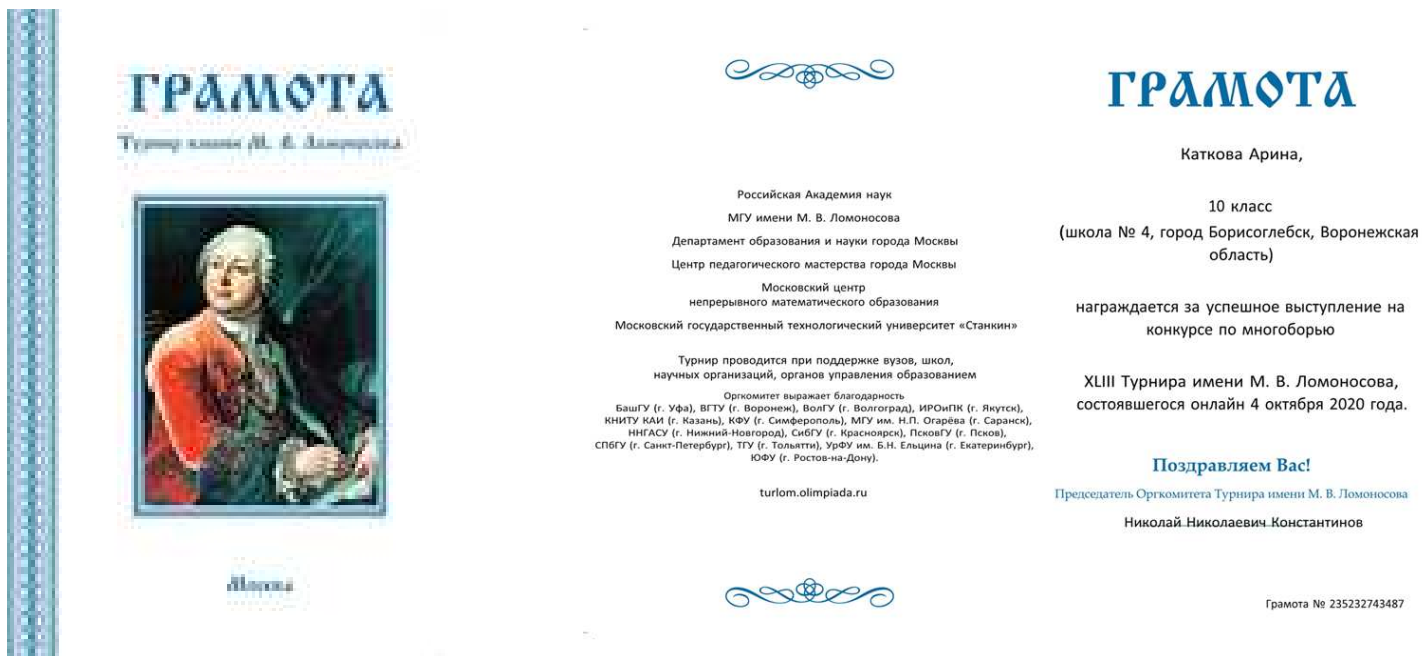 ГРАМОТА
Турнир имени М. В. Ломоносова
Москва
Российская Академия наук
МГУ имени М. В. Ломоносова
Департамент образования и науки города Москвы
Центр педагогического мастерства города Москвы
Московский центр
непрерывного математического образования
Московский государственный технологический университет «Станкин»
Турнир проводится при поддержке вузов, школ,
научных организаций, органов управления образованием
Оргкомитет выражает благодарность
БашГУ (г. Уфа), ВГТУ (г. Воронеж), ВолГУ (г. Волгоград), ИРОиПК (г. Якутск),
КНИТУ КАИ (г. Казань), КФУ (г. Симферополь), МГУ им. Н.П. Огарёва (г. Саранск),
ННГАСУ (г. Нижний-Новгород), СибГУ (г. Красноярск), ПсковГУ (г. Псков),
СПбГУ (г. Санкт-Петербург), ТГУ (г. Тольятти), УрФУ им. Б.Н. Ельцина (г. Екатеринбург),
ЮФУ (г. Ростов-на-Дону).
turlom.olimpiada.ru
ГРАМОТА
Каткова Арина,
10 класс
(школа № 4, город Борисоглебск, Воронежская
область)
награждается за успешное выступление на
конкурсе по многоборью
XLIII Турнира имени М. В. Ломоносова,
состоявшегося онлайн 4 октября 2020 года.
Поздравляем Вас!
Председатель Оргкомитета Турнира имени М. В. Ломоносова
Николай Николаевич Константинов
Грамота № 235232743487